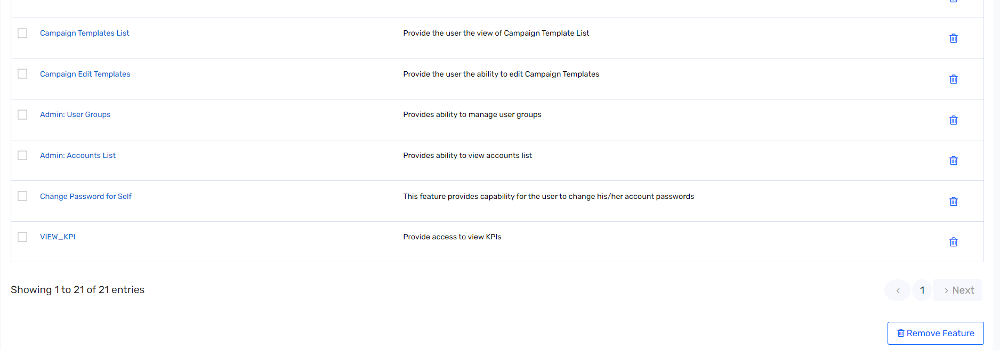 Campaign Templates List Provide the user the view of Campaign Template List
Campaign Edit Templates Provide the user the ability to edit Campaign Templates
Admin: User Groups Provides ability to manage user groups
Admin: Accounts List Provides ability to view accounts list
Change Password for Self This feature provides capability for the user to change his/her account passwords
VIEW_KPI Provide access to view KPIs
Showing 1 to 21 of 21 entries ‹ 1 › Next
Remove Feature